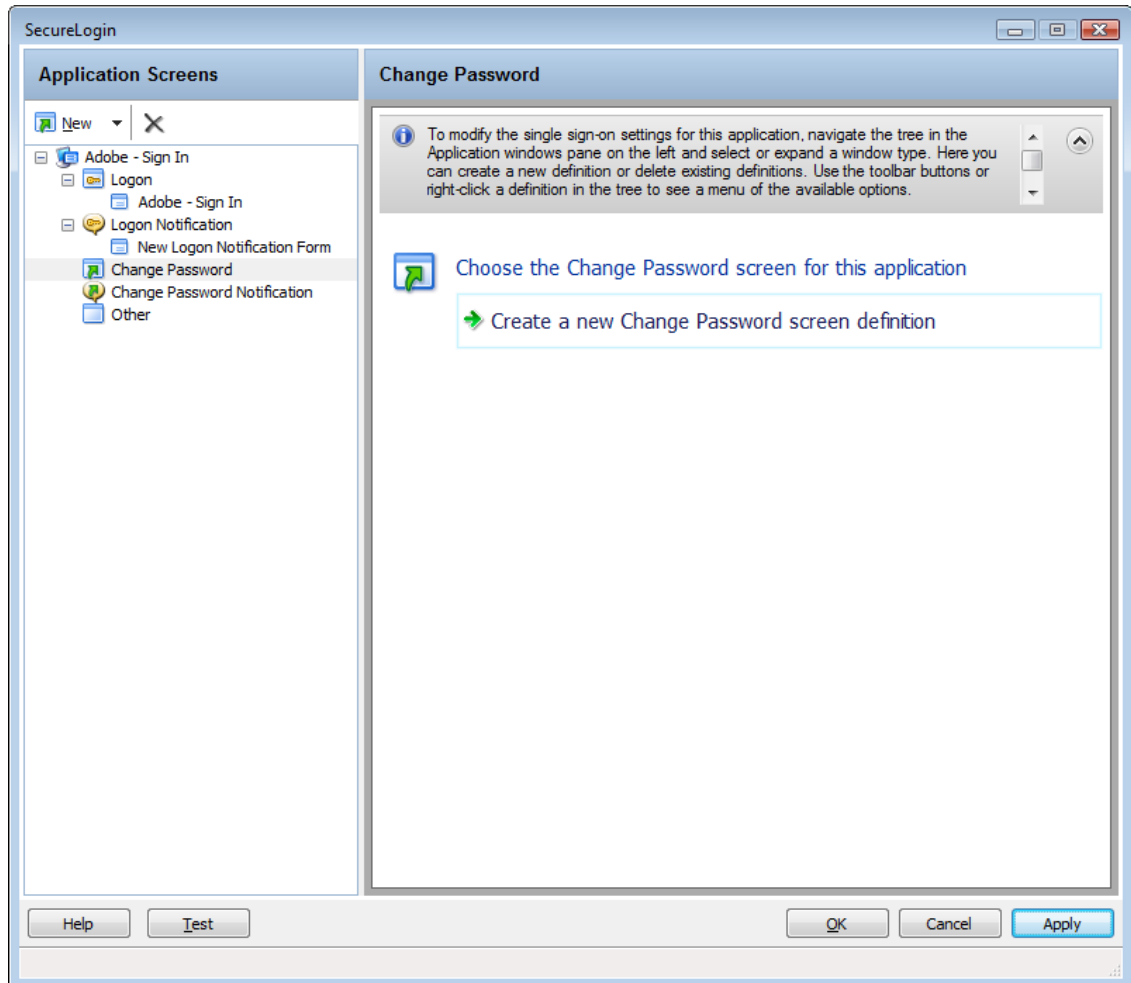 SecureLogin
Application Screens
New
Adobe - Sign In
Logon
Adobe - Sign In
Logon Notification
New Logon Notification Form
Change Password
Change Password Notification
Other
Change Password
To modify the single sign-on settings for this application, navigate the tree in the
Application windows pane on the left and select or expand a window type. Here you
can create a new definition or delete existing definitions. Use the toolbar buttons or
right-click a definition in the tree to see a menu of the available options.
Choose the Change Password screen for this application
Create a new Change Password screen definition
Help
Test
OK
Cancel
Apply